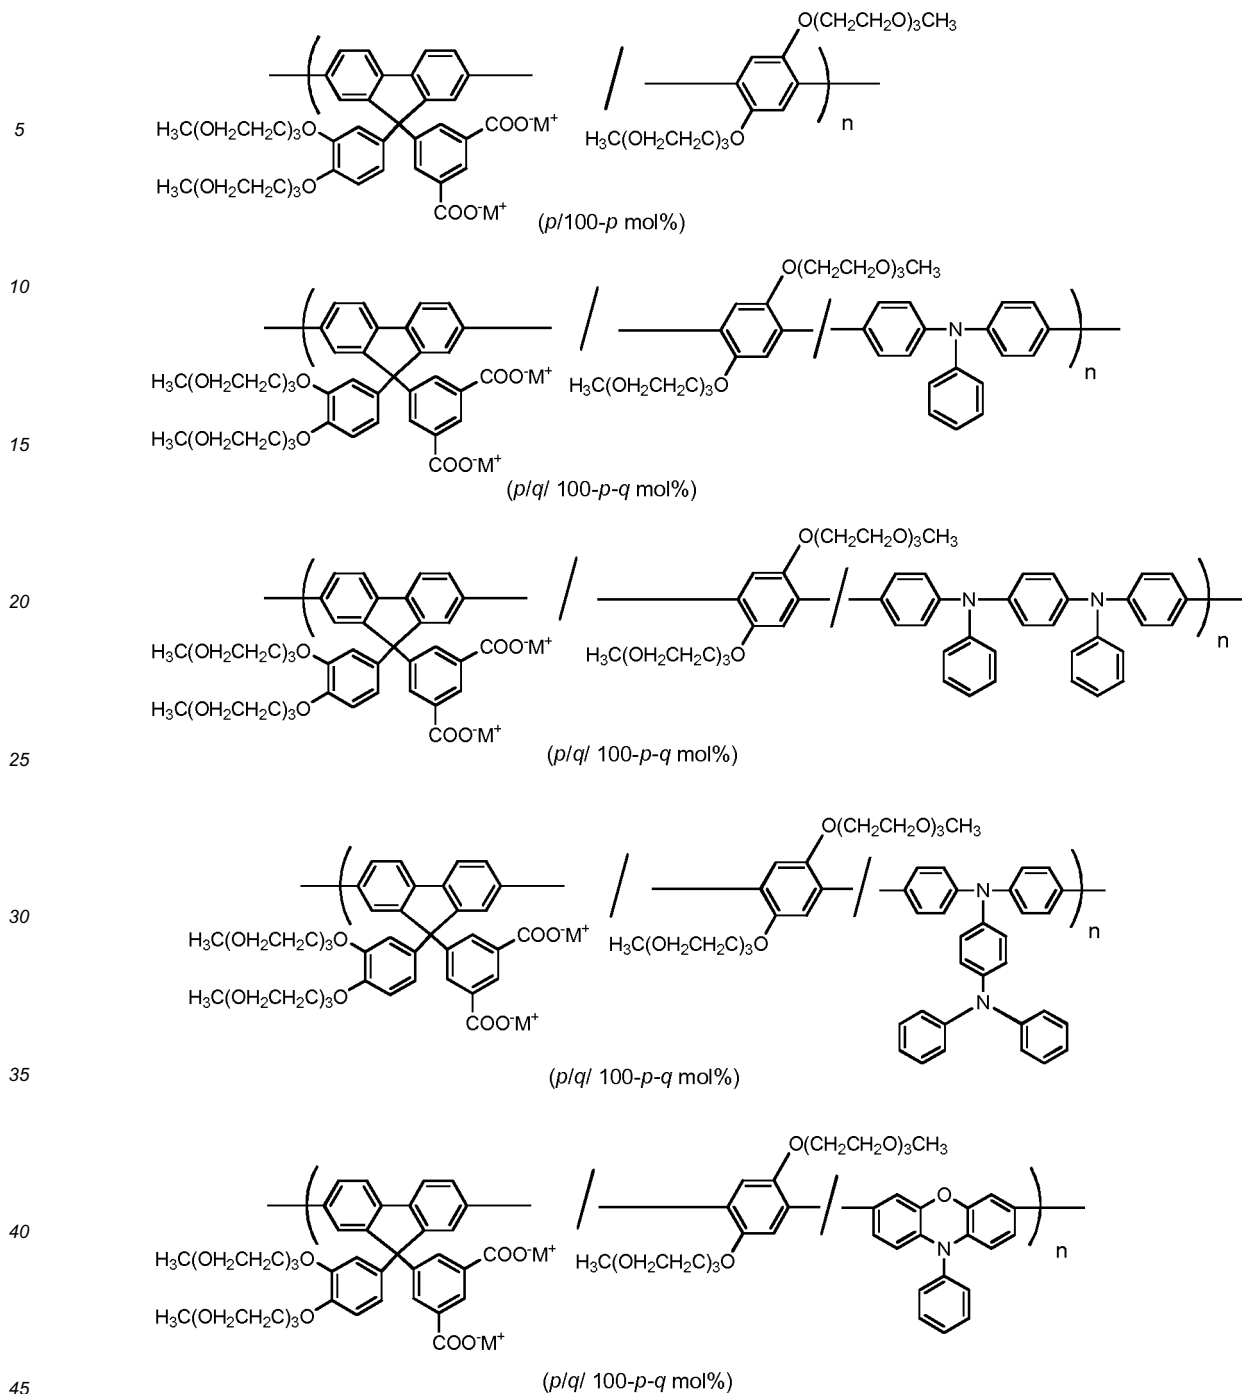 O(CH₂CH₂O)₃CH₃
n
5
H₃C(OH₂CH₂C)₃O
COO⁻M⁺
H₃C(OH₂CH₂C)₃O
H₃C(OH₂CH₂C)₃O
COO⁻M⁺
(p/100-p mol%)
10
O(CH₂CH₂O)₃CH₃
N
n
H₃C(OH₂CH₂C)₃O
COO⁻M⁺
H₃C(OH₂CH₂C)₃O
15
H₃C(OH₂CH₂C)₃O
COO⁻M⁺
(p/q/ 100-p-q mol%)
O(CH₂CH₂O)₃CH₃
20
N N
n
H₃C(OH₂CH₂C)₃O
COO⁻M⁺
H₃C(OH₂CH₂C)₃O
H₃C(OH₂CH₂C)₃O
COO⁻M⁺
(p/q/ 100-p-q mol%)
25
O(CH₂CH₂O)₃CH₃
N
30
n
H₃C(OH₂CH₂C)₃O
COO⁻M⁺
H₃C(OH₂CH₂C)₃O
H₃C(OH₂CH₂C)₃O
N
COO⁻M⁺
35
(p/q/ 100-p-q mol%)
O(CH₂CH₂O)₃CH₃
O
40
N
n
H₃C(OH₂CH₂C)₃O
COO⁻M⁺
H₃C(OH₂CH₂C)₃O
H₃C(OH₂CH₂C)₃O
COO⁻M⁺
(p/q/ 100-p-q mol%)
45